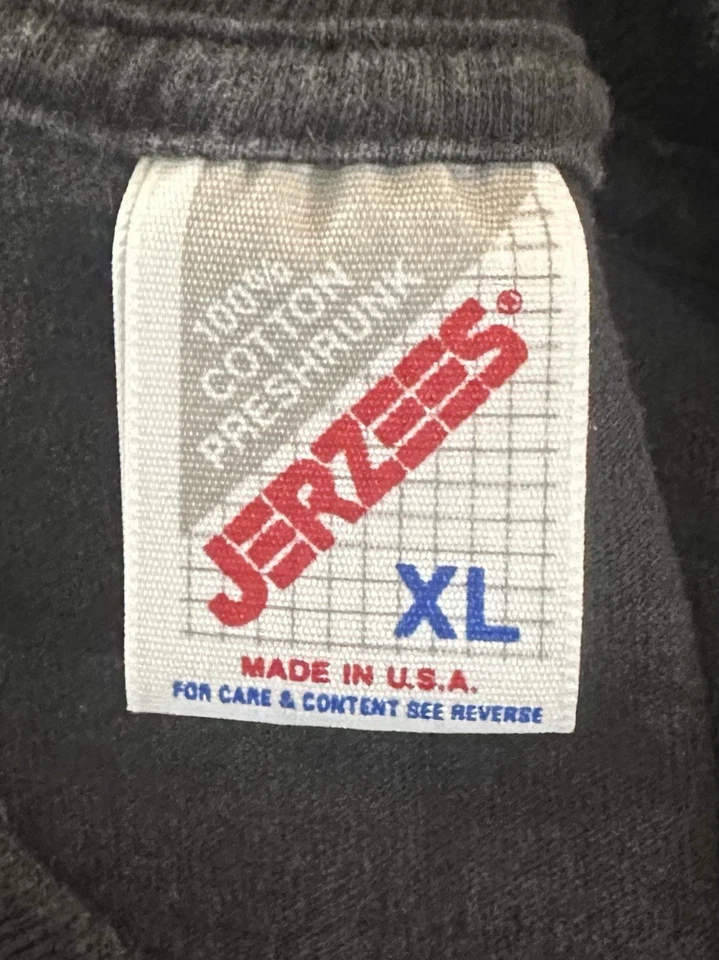 100%
COTTON
PRESHRUNK
JERZEES®
XL
MADE IN U.S.A.
FOR CARE & CONTENT SEE REVERSE